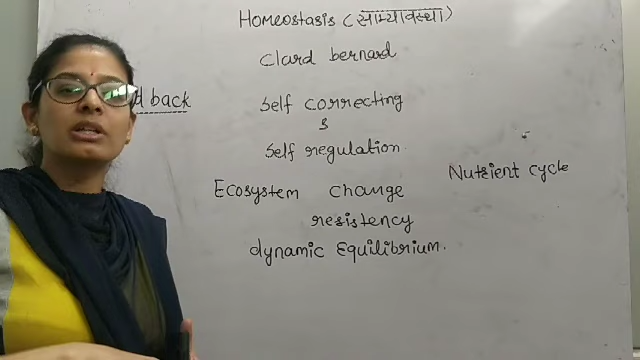 Homeostasis (साम्यावस्था)
Clard bernard
d back
Self correcting
&
Self regulation
Nutrient cycle
Ecosystem change
resistency
dynamic Equilibrium.